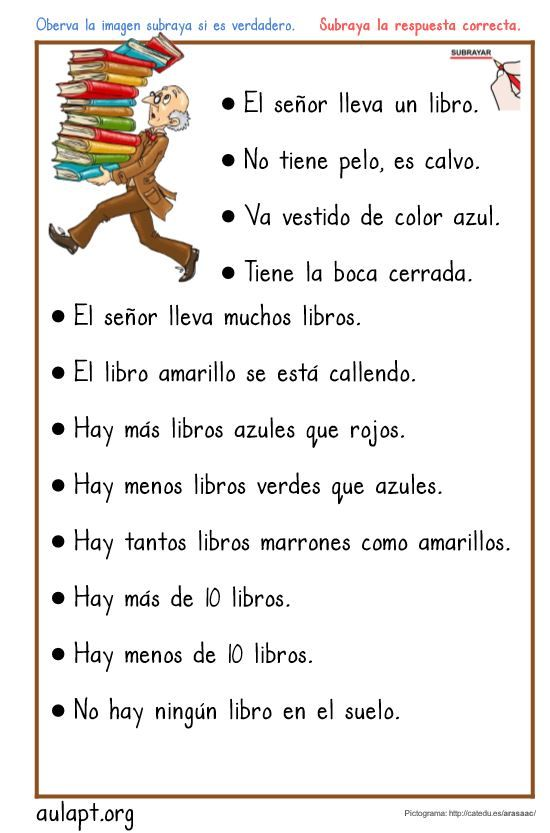 Oberva la imagen subraya si es verdadero. Subraya la respuesta correcta.
SUBRAYAR
● El señor lleva un libro.
● No tiene pelo, es calvo.
● Va vestido de color azul.
● Tiene la boca cerrada.
● El señor lleva muchos libros.
● El libro amarillo se está callendo.
● Hay más libros azules que rojos.
● Hay menos libros verdes que azules.
● Hay tantos libros marrones como amarillos.
● Hay más de 10 libros.
● Hay menos de 10 libros.
● No hay ningún libro en el suelo.
aulapt.org
Pictograma: http://catedu.es/arasaac/